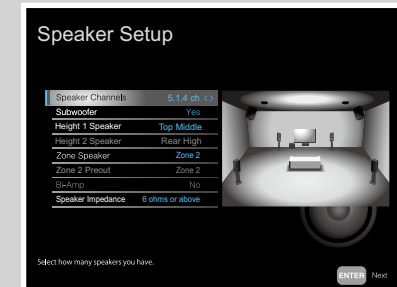 Speaker Setup
Speaker Channels 5.1.4 ch < >
Subwoofer Yes
Height 1 Speaker Top Middle
Height 2 Speaker Rear High
Zone Speaker Zone 2
Zone 2 Preout Zone 2
Bi-Amp No
Speaker Impedance 6 ohms or above
Select how many speakers you have.
ENTER Next